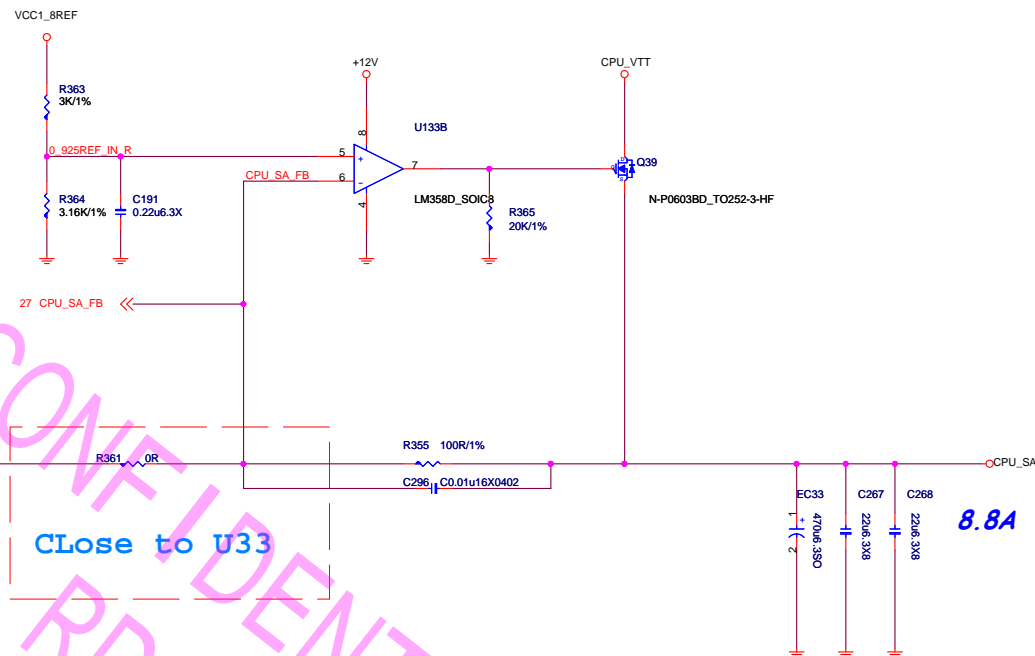 VCC1_8REF
+12V
CPU_VTT
R363
3K/1%
8
U133B
0_925REF_IN_R
5
+
7
Q39
CPU_SA_FB
6
-
R364
3.16K/1%
C191
0.22u6.3X
4
LM358D_SOIC8
R365
20K/1%
N-P0603BD_TO252-3-HF
27 CPU_SA_FB
R355 100R/1%
R361 0R
C296 C0.01u16X0402
CPU_SA
EC33
C267
C268
1
+
2
470u6.3SO
22u6.3X8
22u6.3X8
8.8A
CLose to U33
CONFIDENT